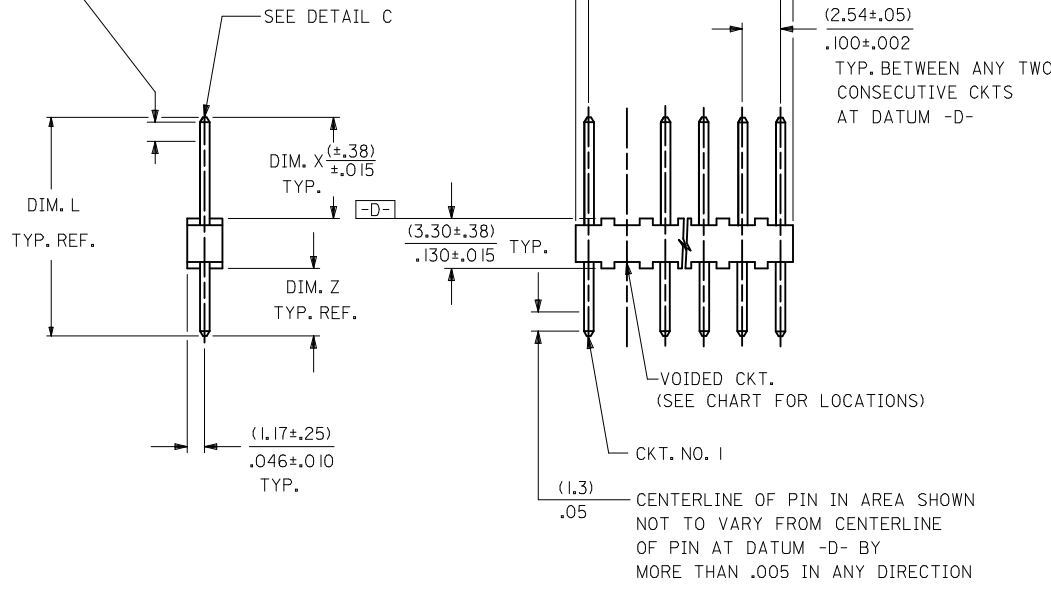 SEE DETAIL C
(2.54±.05)
.100±.002
TYP. BETWEEN ANY TWO
CONSECUTIVE CKTS
AT DATUM -D-
DIM. X (±.38)
±.015
TYP.
DIM. L
TYP. REF.
-D-
(3.30±.38)
.130±.015
TYP.
DIM. Z
TYP. REF.
VOIDED CKT.
(SEE CHART FOR LOCATIONS)
(1.17±.25)
.046±.010
TYP.
CKT. NO. 1
(1.3)
.05
CENTERLINE OF PIN IN AREA SHOWN
NOT TO VARY FROM CENTERLINE
OF PIN AT DATUM -D- BY
MORE THAN .005 IN ANY DIRECTION